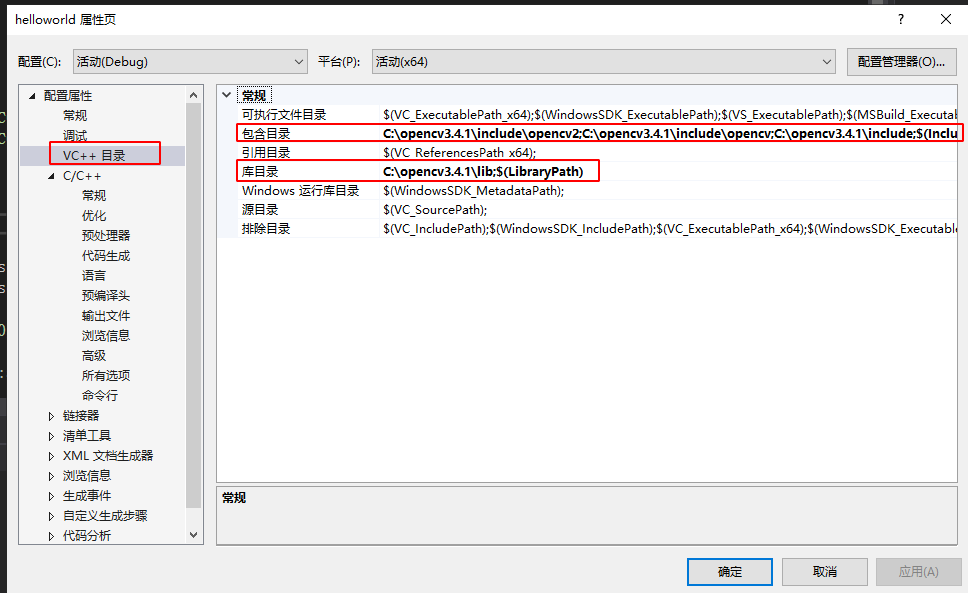 helloworld 属性页
?
配置(C):
活动(Debug)
平台(P):
活动(x64)
配置管理器(O)...
配置属性
常规
调试
VC++ 目录
C/C++
常规
优化
预处理器
代码生成
语言
预编译头
输出文件
浏览信息
高级
所有选项
命令行
链接器
清单工具
XML 文档生成器
浏览信息
生成事件
自定义生成步骤
代码分析
常规
可执行文件目录 $(VC_ExecutablePath_x64);$(WindowsSDK_ExecutablePath);$(VS_ExecutablePath);$(MSBuild_Executab
包含目录 C:\opencv3.4.1\include\opencv2;C:\opencv3.4.1\include\opencv;C:\opencv3.4.1\include;$(Inclu
引用目录 $(VC_ReferencesPath_x64);
库目录 C:\opencv3.4.1\lib;$(LibraryPath)
Windows 运行库目录 $(WindowsSDK_MetadataPath);
源目录 $(VC_SourcePath);
排除目录 $(VC_IncludePath);$(WindowsSDK_IncludePath);$(VC_ExecutablePath_x64);$(WindowsSDK_Executable
常规
确定
取消
应用(A)